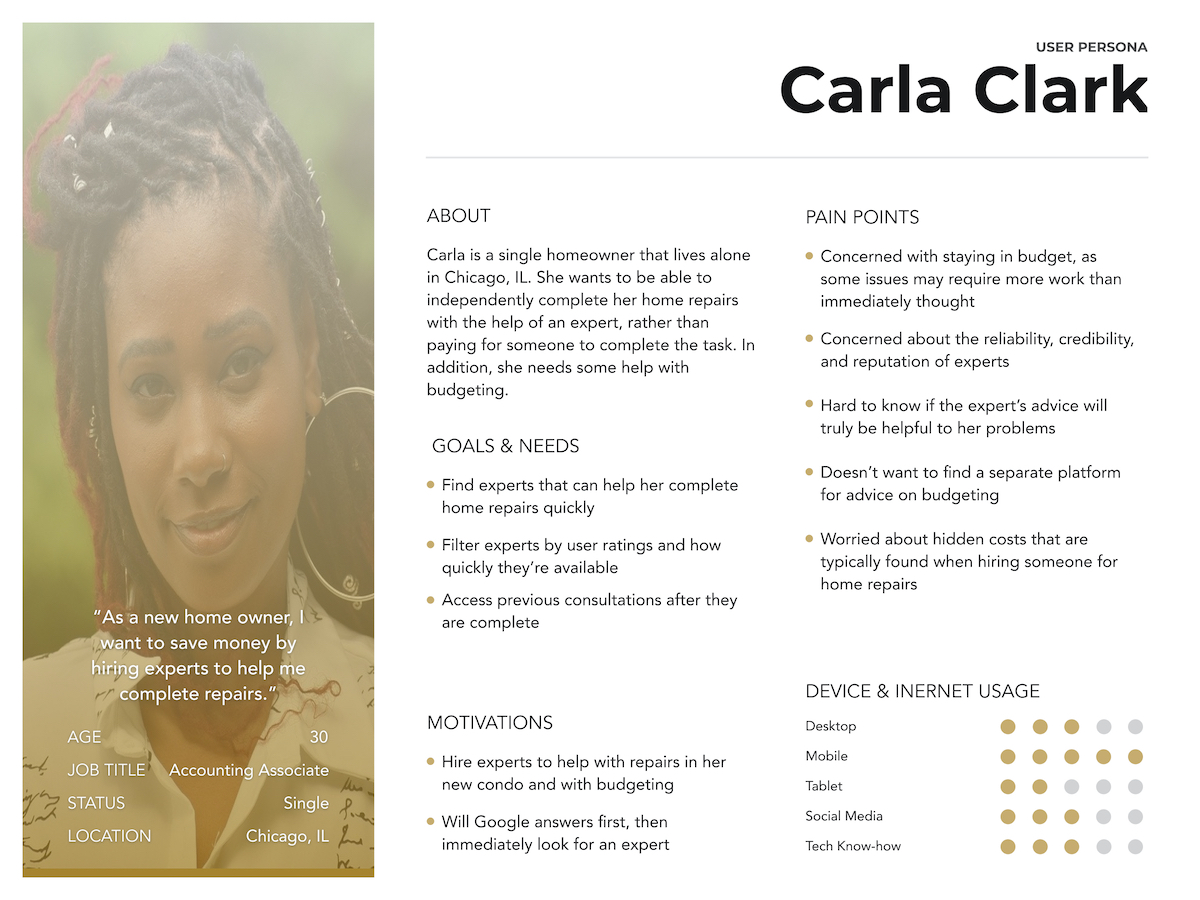 USER PERSONA
Carla Clark
“As a new home owner, I
want to save money by
hiring experts to help me
complete repairs.”
AGE 30
JOB TITLE Accounting Associate
STATUS Single
LOCATION Chicago, IL
ABOUT
Carla is a single homeowner that lives alone
in Chicago, IL. She wants to be able to
independently complete her home repairs
with the help of an expert, rather than
paying for someone to complete the task. In
addition, she needs some help with
budgeting.
GOALS & NEEDS
Find experts that can help her complete
home repairs quickly
Filter experts by user ratings and how
quickly they’re available
Access previous consultations after they
are complete
MOTIVATIONS
Hire experts to help with repairs in her
new condo and with budgeting
Will Google answers first, then
immediately look for an expert
PAIN POINTS
Concerned with staying in budget, as
some issues may require more work than
immediately thought
Concerned about the reliability, credibility,
and reputation of experts
Hard to know if the expert’s advice will
truly be helpful to her problems
Doesn’t want to find a separate platform
for advice on budgeting
Worried about hidden costs that are
typically found when hiring someone for
home repairs
DEVICE & INERNET USAGE
Desktop
Mobile
Tablet
Social Media
Tech Know-how